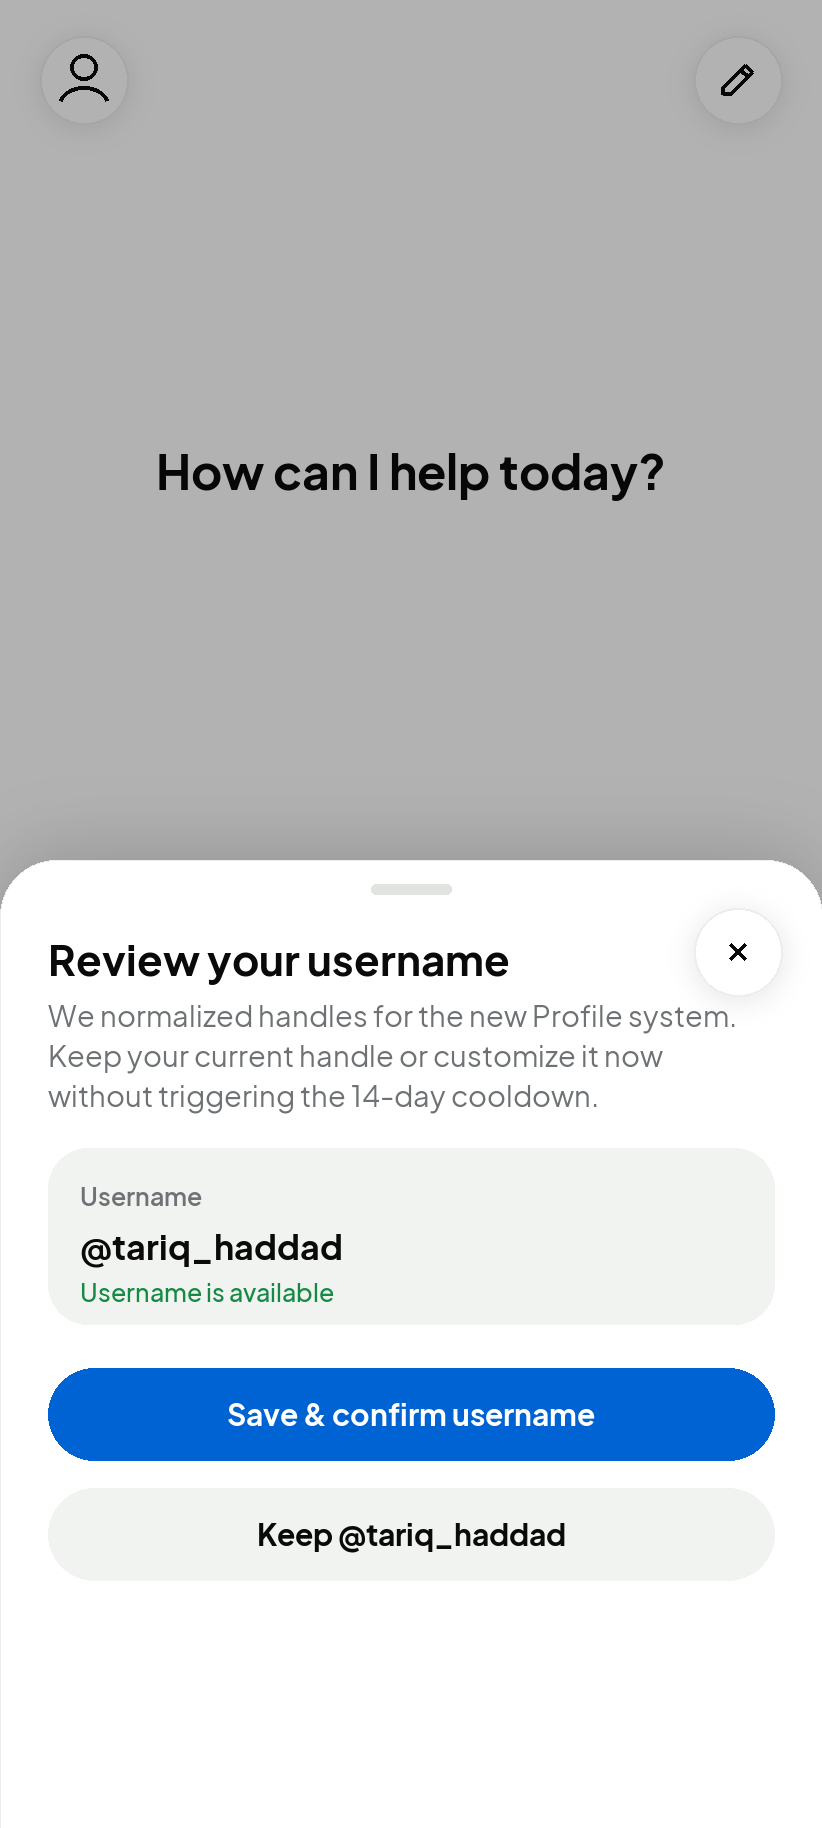 How can I help today?
Review your username
We normalized handles for the new Profile system.
Keep your current handle or customize it now
without triggering the 14-day cooldown.
Username
@tariq_haddad
Username is available
Save & confirm username
Keep @tariq_haddad